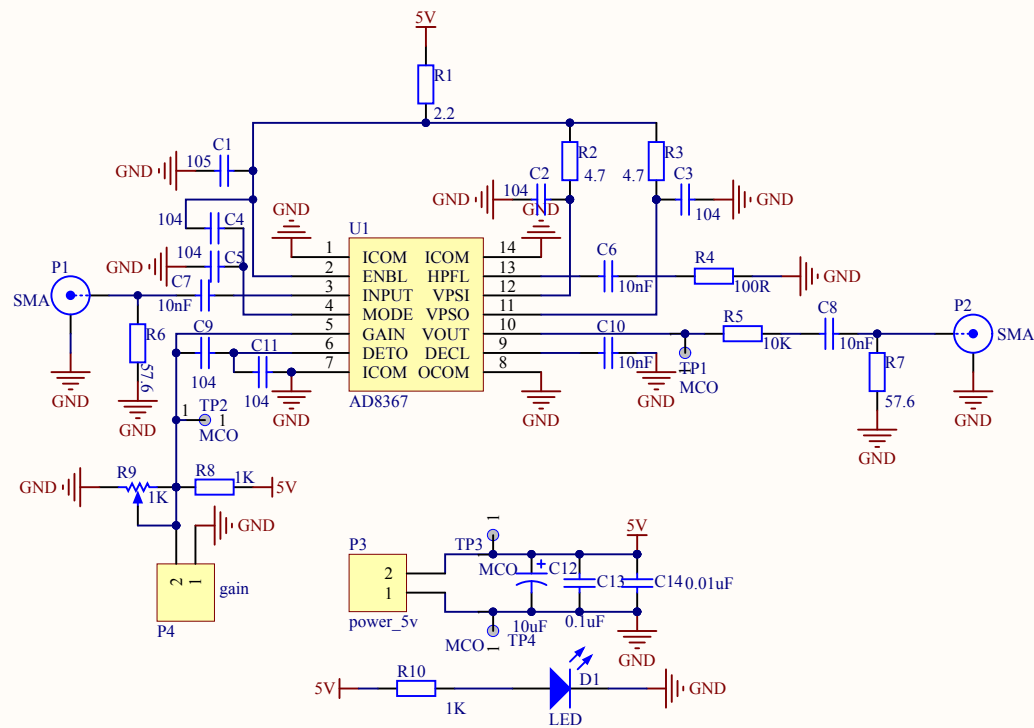 5V
R1
2.2
C1
105
GND
R2
4.7
R3
4.7
C2
104
GND
C3
104
GND
GND
GND
104
C4
104
C5
GND
U1
1 ICOM ICOM 14
2 ENBL HPFL 13
3 INPUT VPSI 12
4 MODE VPSO 11
5 GAIN VOUT 10
6 DETO DECL 9
7 ICOM OCOM 8
AD8367
C6
10nF
R4
100R
GND
P1
SMA
C7
10nF
R6
57.6
GND
GND
C9
104
C11
104
GND
C10
10nF
GND
GND
1
TP1
MCO
R5
10K
C8
10nF
R7
57.6
GND
P2
SMA
GND
1
TP2
1
MCO
R9
1K
GND
R8
1K
5V
GND
2
1
gain
P4
P3
2
1
power_5v
1
TP3
MCO
C12
10uF
C13
0.1uF
C14
0.01uF
5V
MCO
1
TP4
GND
5V
R10
1K
D1
LED
GND